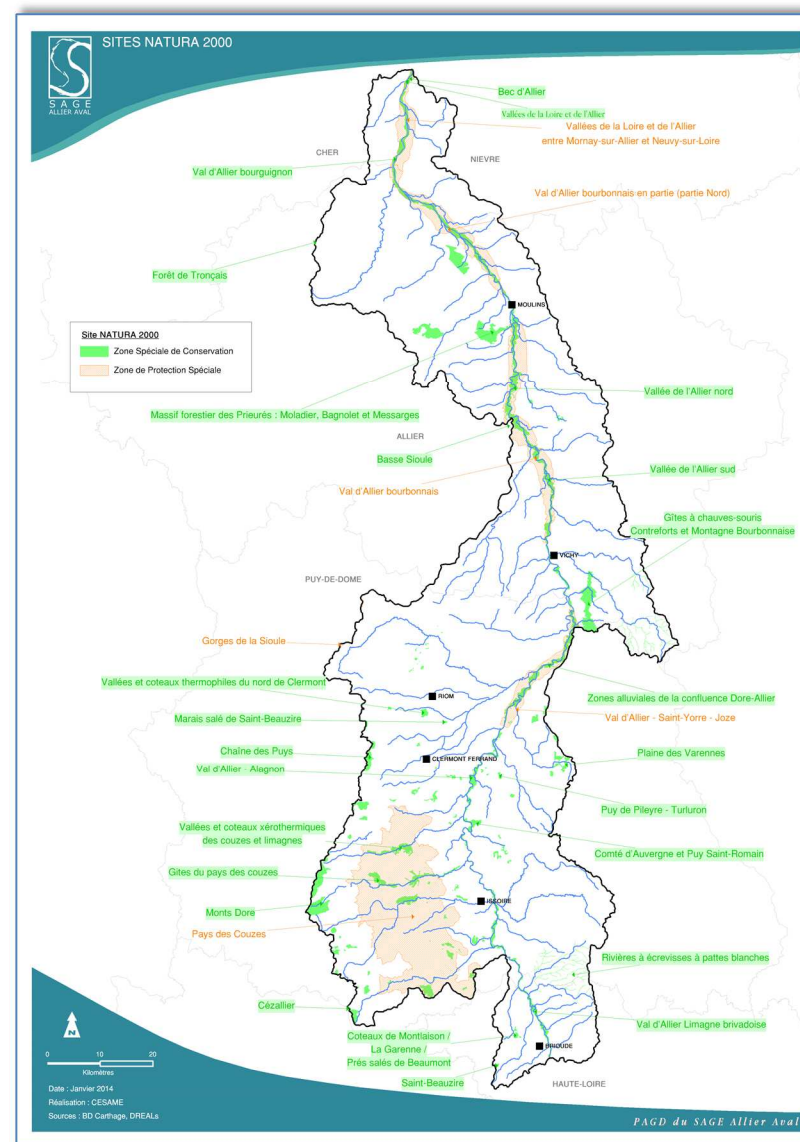 SITES NATURA 2000
SAGE
ALLIER AVAL
Bec d'Allier
Vallées de la Loire et de l'Allier
Vallées de la Loire et de l'Allier
entre Mornay-sur-Allier et Neuvy-sur-Loire
CHER
NIEVRE
Val d'Allier bourguignon
Val d'Allier bourbonnais en partie (partie Nord)
Forêt de Tronçais
MOULINS
Site NATURA 2000
Zone Spéciale de Conservation
Zone de Protection Spéciale
Vallée de l'Allier nord
Massif forestier des Prieurés : Moladier, Bagnolet et Messarges
ALLIER
Basse Sioule
Vallée de l'Allier sud
Val d'Allier bourbonnais
Gîtes à chauves-souris
Contreforts et Montagne Bourbonnaise
VICHY
PUY-DE-DOME
Gorges de la Sioule
Vallées et coteaux thermophiles du nord de Clermont
RIOM
Zones alluviales de la confluence Dore-Allier
Marais salé de Saint-Beauzire
Val d'Allier - Saint-Yorre - Joze
Chaîne des Puys
CLERMONT FERRAND
Plaine des Varennes
Val d'Allier - Alagnon
Puy de Pileyre - Turluron
Vallées et coteaux xérothermiques
des couzes et limagnes
Comté d'Auvergne et Puy Saint-Romain
Gites du pays des couzes
Monts Dore
ISSOIRE
Pays des Couzes
Rivières à écrevisses à pattes blanches
Cézallier
Val d'Allier Limagne brivadoise
Coteaux de Montlaison /
La Garenne /
Prés salés de Beaumont
BRIOUDE
Saint-Beauzire
HAUTE-LOIRE
N
0 10 20
Kilomètres
Date : Janvier 2014
Réalisation : CESAME
Sources : BD Carthage, DREALs
PAGD du SAGE Allier Aval